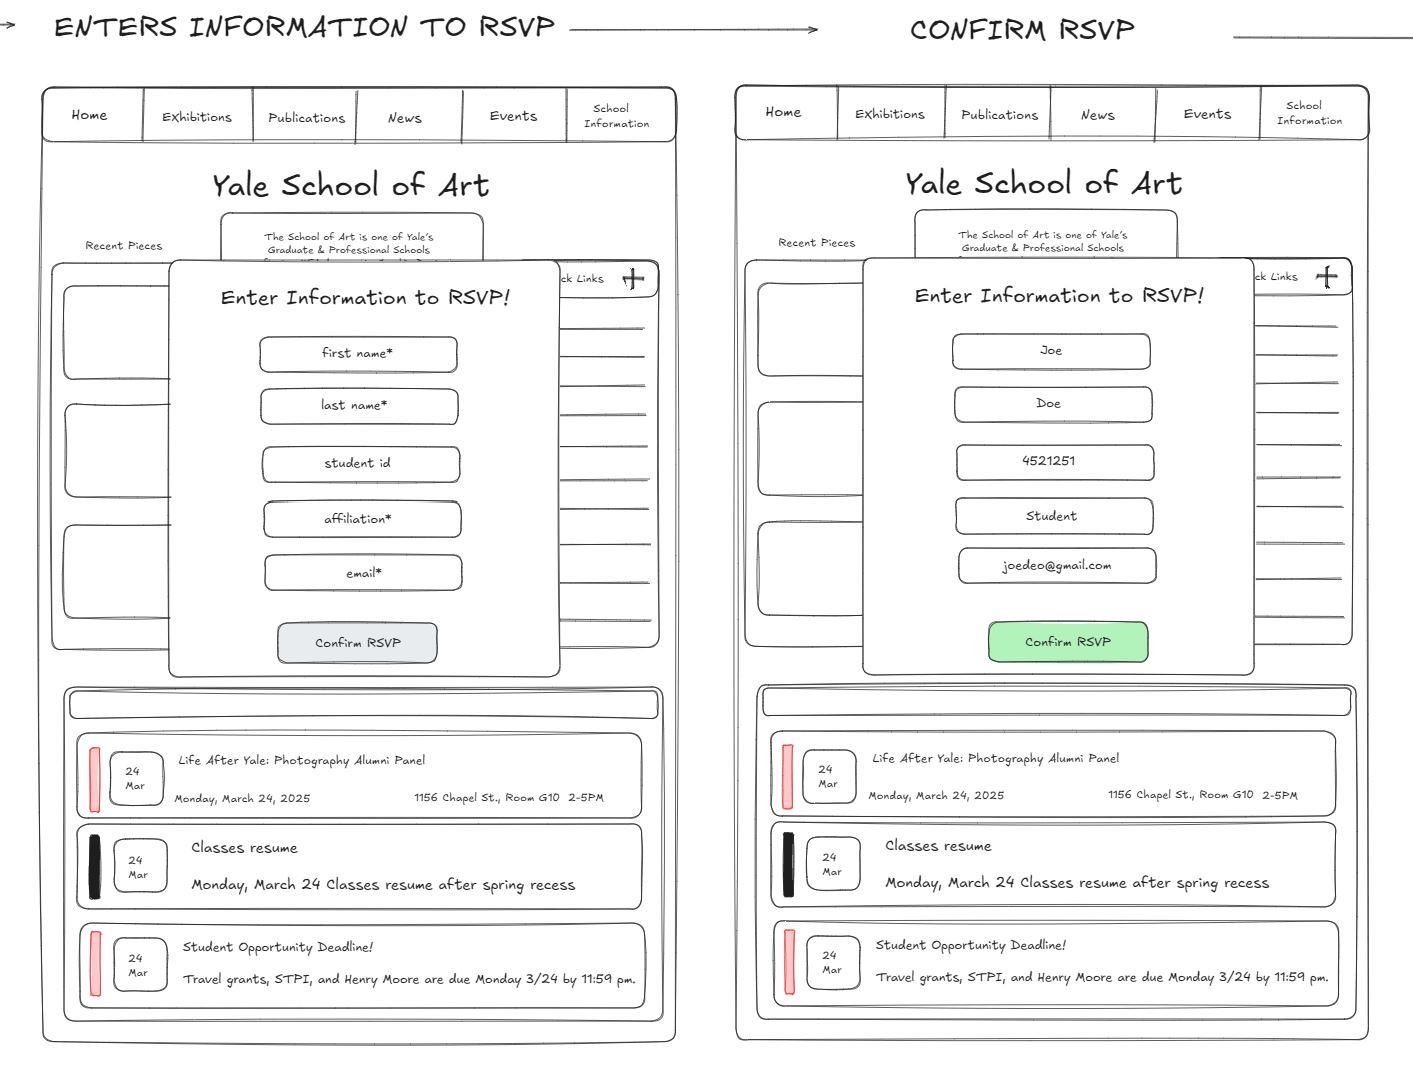 ENTERS INFORMATION TO RSVP
CONFIRM RSVP
Home
Exhibitions
Publications
News
Events
School
Information
Yale School of Art
Recent Pieces
The School of Art is one of Yale's
Graduate & Professional Schools
ck Links
Enter Information to RSVP!
first name*
last name*
student id
affiliation*
email*
Confirm RSVP
24
Mar
Life After Yale: Photography Alumni Panel
Monday, March 24, 2025
1156 Chapel St., Room G10 2-5PM
24
Mar
Classes resume
Monday, March 24 Classes resume after spring recess
24
Mar
Student Opportunity Deadline!
Travel grants, STPI, and Henry Moore are due Monday 3/24 by 11:59 pm.
Home
Exhibitions
Publications
News
Events
School
Information
Yale School of Art
Recent Pieces
The School of Art is one of Yale's
Graduate & Professional Schools
ck Links
Enter Information to RSVP!
Joe
Doe
4521251
Student
joedeo@gmail.com
Confirm RSVP
24
Mar
Life After Yale: Photography Alumni Panel
Monday, March 24, 2025
1156 Chapel St., Room G10 2-5PM
24
Mar
Classes resume
Monday, March 24 Classes resume after spring recess
24
Mar
Student Opportunity Deadline!
Travel grants, STPI, and Henry Moore are due Monday 3/24 by 11:59 pm.